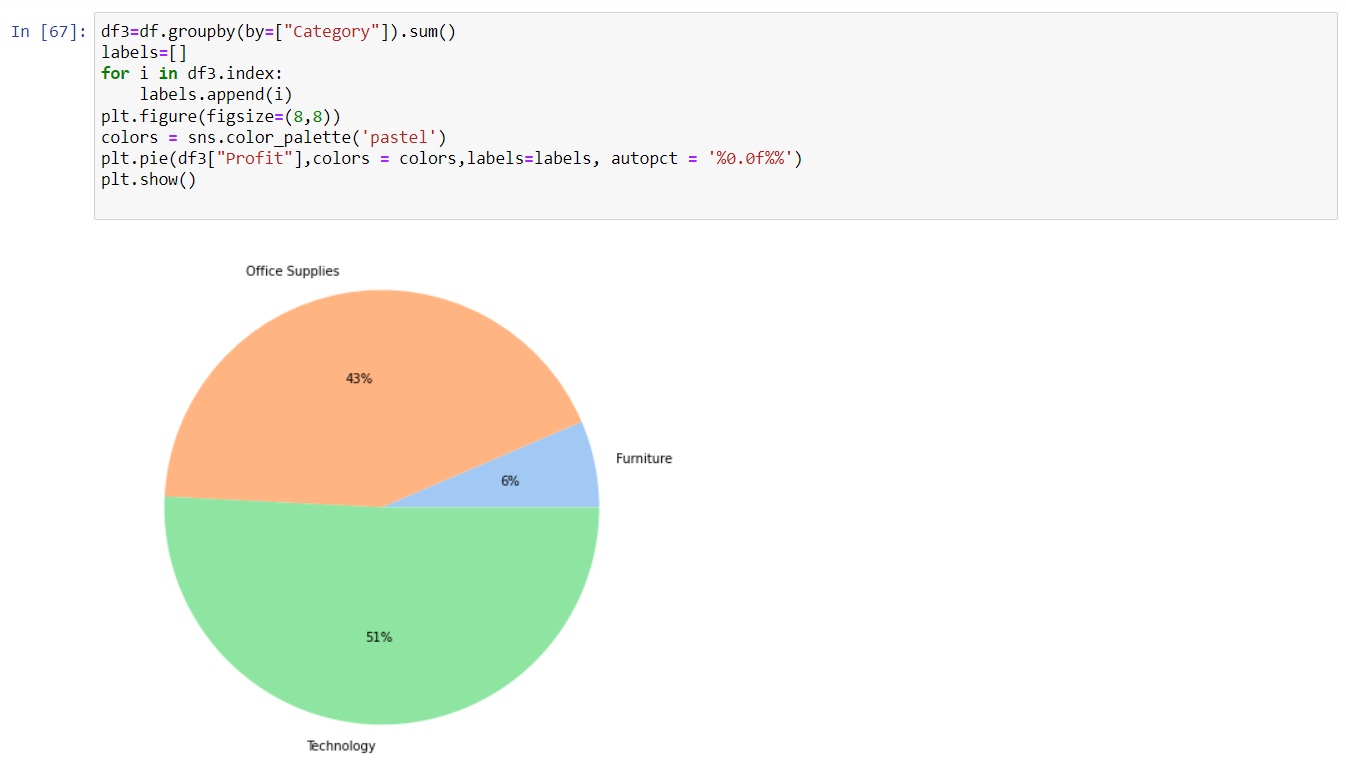 In [67]: df3=df.groupby(by=["Category"]).sum()
labels=[]
for i in df3.index:
    labels.append(i)
plt.figure(figsize=(8,8))
colors = sns.color_palette('pastel')
plt.pie(df3["Profit"],colors = colors,labels=labels, autopct = '%0.0f%%')
plt.show()
Office Supplies
43%
Furniture
6%
51%
Technology